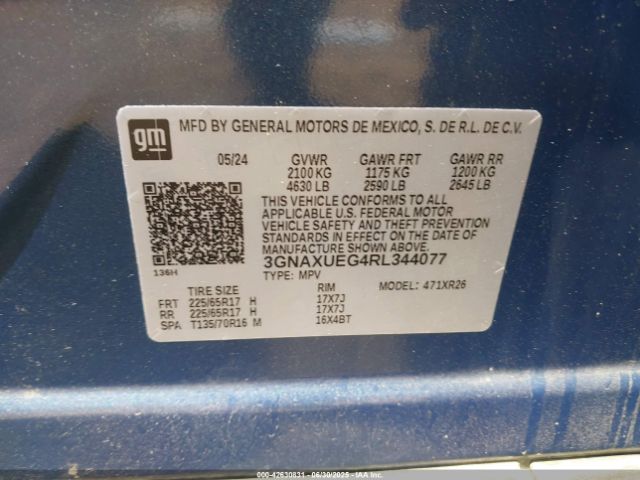 gm
MFD BY GENERAL MOTORS DE MEXICO, S. DE R.L. DE C.V.
05/24 GVWR GAWR FRT GAWR RR
2100 KG 1175 KG 1200 KG
4630 LB 2590 LB 2645 LB
THIS VEHICLE CONFORMS TO ALL
APPLICABLE U.S. FEDERAL MOTOR
VEHICLE SAFETY AND THEFT
PREVENTION STANDARDS
IN EFFECT ON THE DATE OF
MANUFACTURE SHOWN ABOVE.
136H
3GNAXUEG4RL344077
TYPE: MPV MODEL: 471XR26
TIRE SIZE RIM
FRT 225/65R17 H 17X7J
RR 225/65R17 H 17X7J
SPA T135/70R16 M 16X4BT
000-42630831 - 06/30/2025 - IAAI.COM